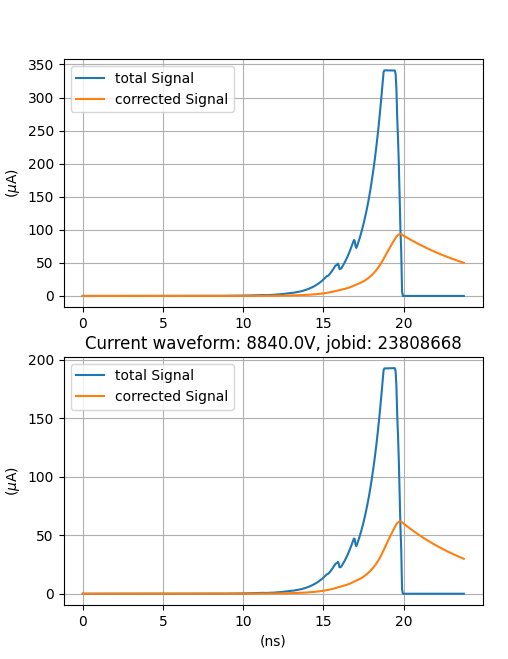 350
300
250
200
150
100
50
0
(μA)
total Signal
corrected Signal
0 5 10 15 20
Current waveform: 8840.0V, jobid: 23808668
200
150
100
50
0
(μA)
total Signal
corrected Signal
0 5 10 15 20
(ns)